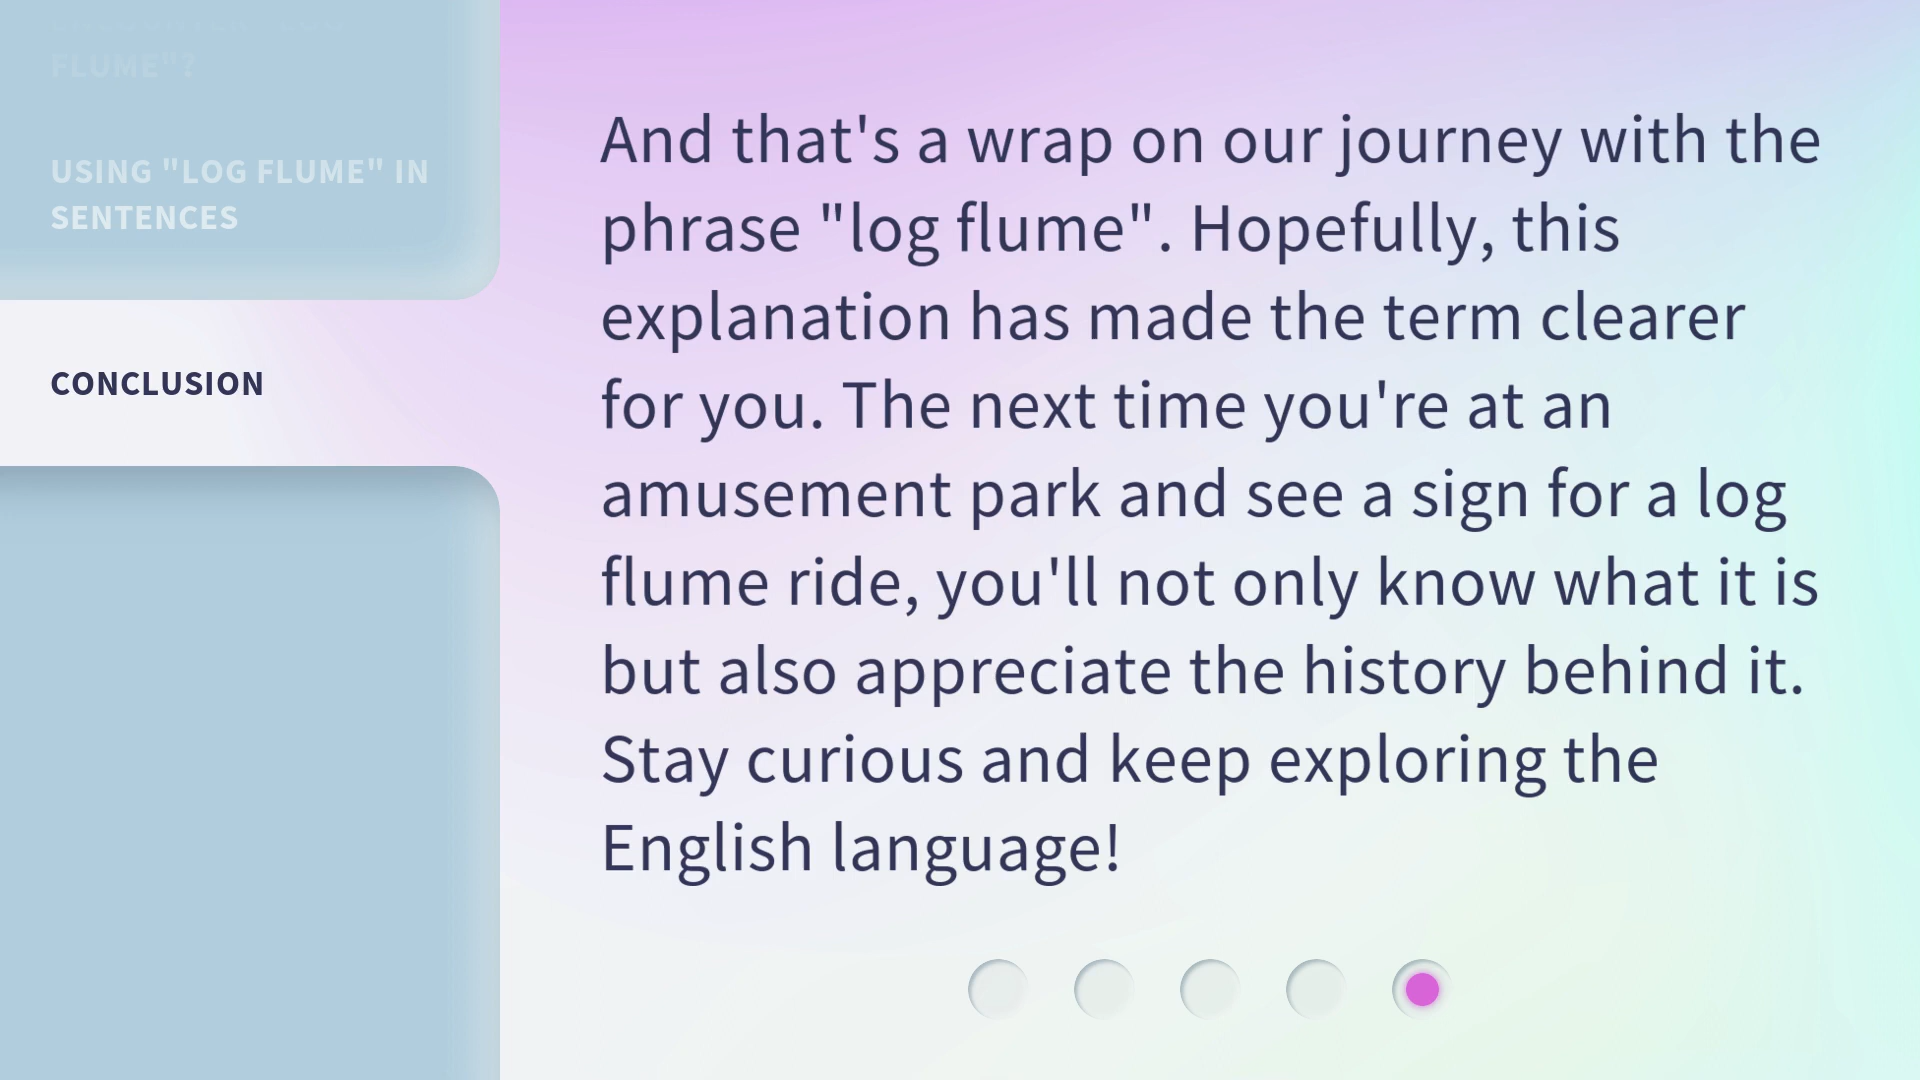 FLUME"?
USING "LOG FLUME" IN
SENTENCES
CONCLUSION
And that's a wrap on our journey with the
phrase "log flume". Hopefully, this
explanation has made the term clearer
for you. The next time you're at an
amusement park and see a sign for a log
flume ride, you'll not only know what it is
but also appreciate the history behind it.
Stay curious and keep exploring the
English language!